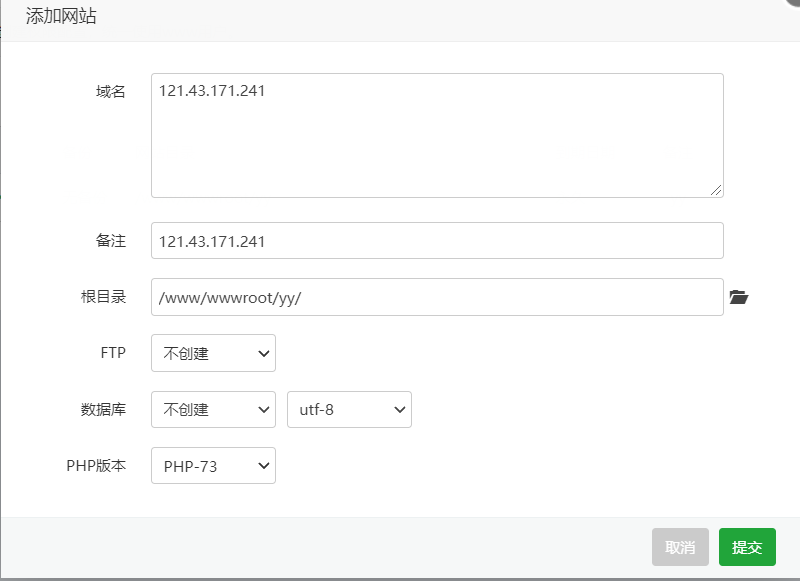 添加网站
域名
121.43.171.241
备注
121.43.171.241
根目录
/www/wwwroot/yy/
FTP
不创建
数据库
不创建
utf-8
PHP版本
PHP-73
取消
提交